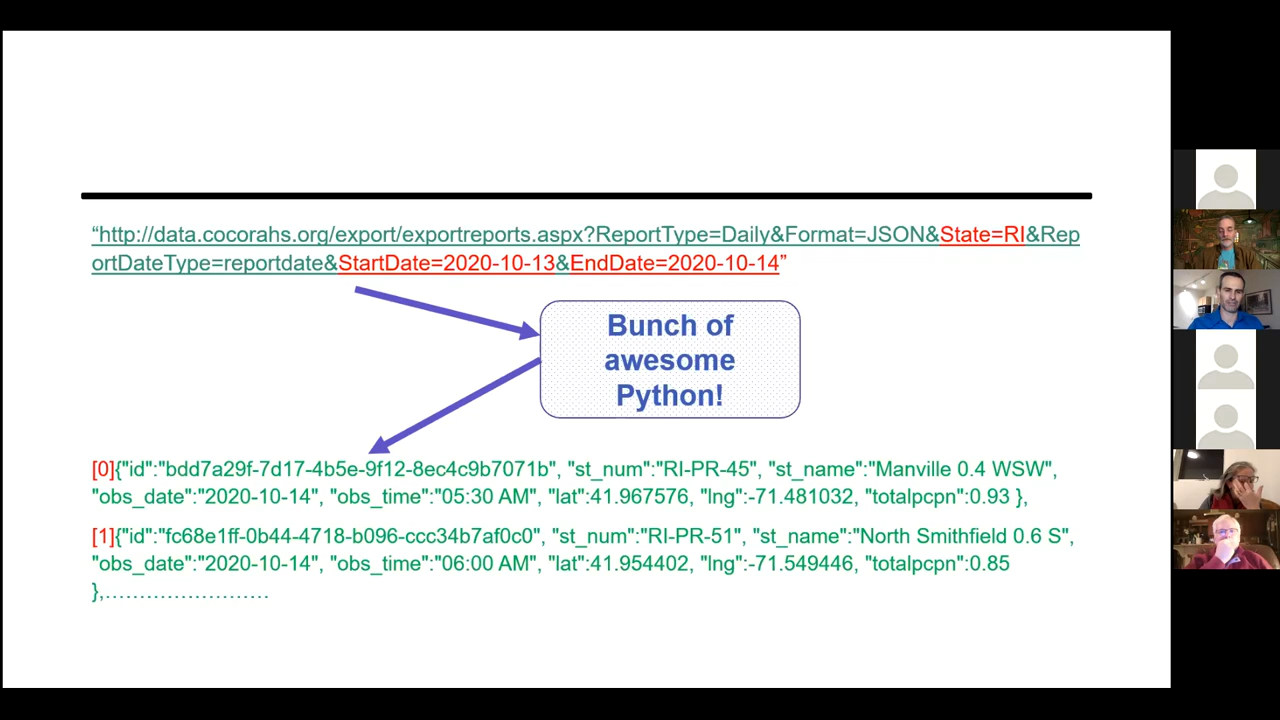 “http://data.cocorahs.org/export/exportreports.aspx?ReportType=Daily&Format=JSON&State=RI&Rep
ortDateType=reportdate&StartDate=2020-10-13&EndDate=2020-10-14”
Bunch of
awesome
Python!
[0]{"id":"bdd7a29f-7d17-4b5e-9f12-8ec4c9b7071b", "st_num":"RI-PR-45", "st_name":"Manville 0.4 WSW",
"obs_date":"2020-10-14", "obs_time":"05:30 AM", "lat":41.967576, "lng":-71.481032, "totalpcpn":0.93 },
[1]{"id":"fc68e1ff-0b44-4718-b096-ccc34b7af0c0", "st_num":"RI-PR-51", "st_name":"North Smithfield 0.6 S",
"obs_date":"2020-10-14", "obs_time":"06:00 AM", "lat":41.954402, "lng":-71.549446, "totalpcpn":0.85
},……………………